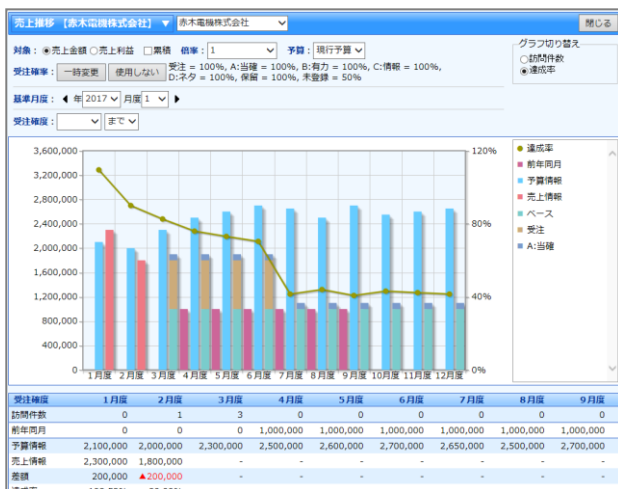 売上推移 【赤木電機株式会社】 ▼ 赤木電機株式会社 閉じる
対象： 売上金額 売上利益 累積 倍率： 1 予算： 現行予算
グラフ切り替え
訪問件数
達成率
受注確率： 一時変更 使用しない 受注 = 100%, A:当確 = 100%, B:有力 = 100%, C:情報 = 100%,
D:ネタ = 100%, 保留 = 100%, 未登録 = 50%
基準月度： 年 2017 月度 1
受注確度： まで
3,600,000
3,200,000
2,800,000
2,400,000
2,000,000
1,600,000
1,200,000
800,000
400,000
0
120%
80%
40%
0%
1月度 2月度 3月度 4月度 5月度 6月度 7月度 8月度 9月度 10月度 11月度 12月度
達成率
前年同月
予算情報
売上情報
ベース
受注
A:当確
受注確度 1月度 2月度 3月度 4月度 5月度 6月度 7月度 8月度 9月度
訪問件数 0 1 3 0 0 0 0 0 0
前年同月 0 0 0 1,000,000 1,000,000 1,000,000 1,000,000 1,000,000 1,000,000
予算情報 2,100,000 2,000,000 2,300,000 2,500,000 2,600,000 2,700,000 2,650,000 2,500,000 2,700,000
売上情報 2,300,000 1,800,000 - - - - - - -
差額 200,000 ▲200,000 - - - - - - -